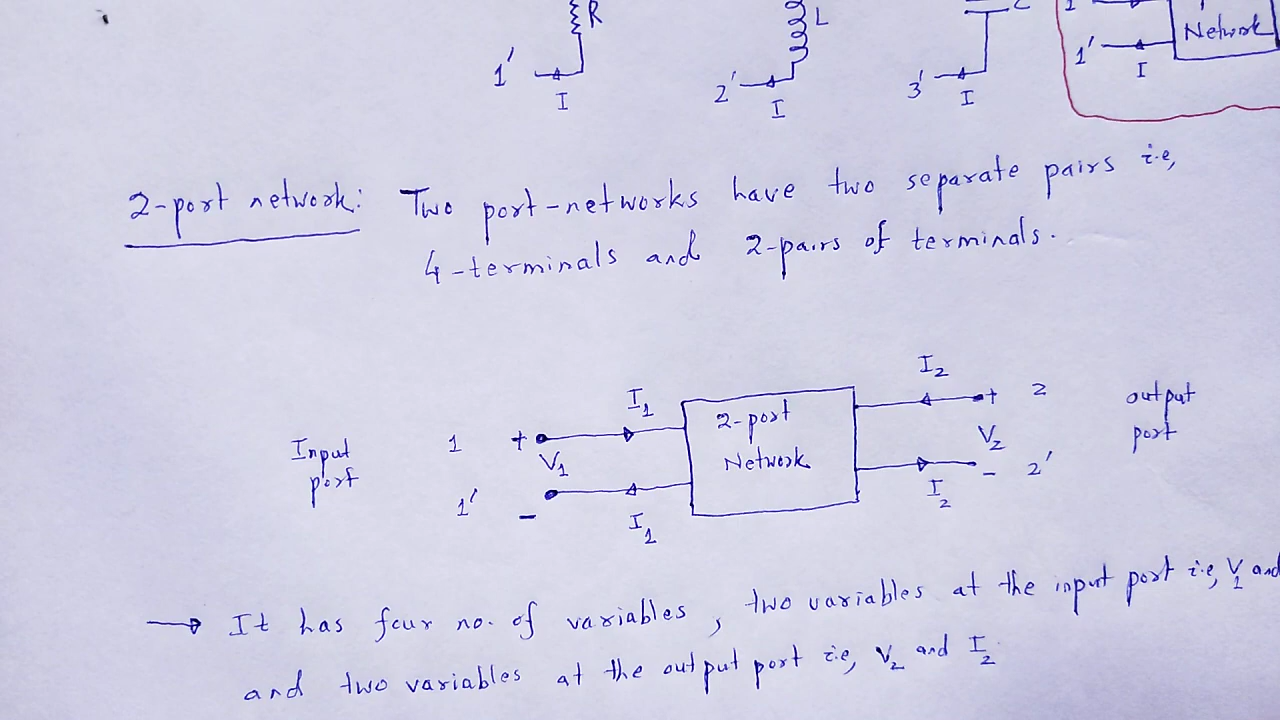 R
L
C
1
1'
I
2'
I
3'
I
1'
I
Network
2-port network: Two port-networks have two separate pairs i.e,
4-terminals and 2-pairs of terminals.
I1
I2
Input port
1 +
V1
1' -
I1
2-port
Network
+ 2
V2
- 2'
I2
output
port
→ It has four no. of variables, two variables at the input port i.e, V1 and
and two variables at the output port i.e, V2 and I2